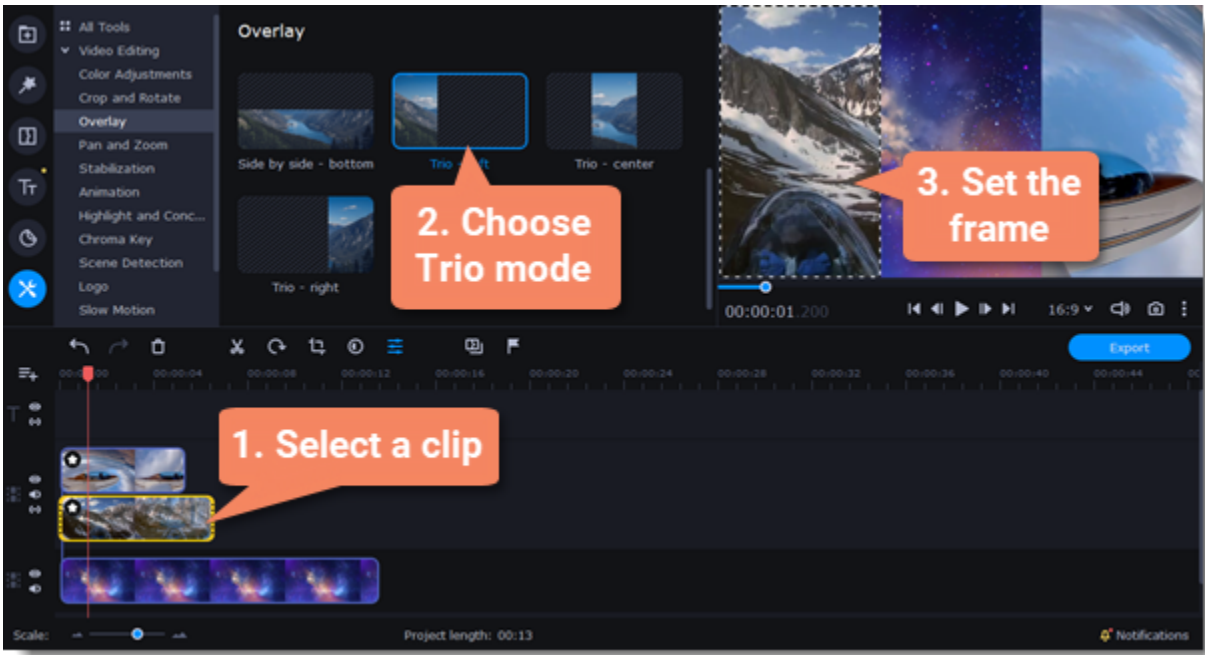 All Tools
Video Editing
Color Adjustments
Crop and Rotate
Overlay
Pan and Zoom
Stabilization
Animation
Highlight and Conc...
Chroma Key
Scene Detection
Logo
Slow Motion
Tт
Overlay
Side by side - bottom
Trio
Trio - center
Trio - right
2. Choose
Trio mode
3. Set the
frame
00:00:01.200
16:9
Export
00:00:04 00:00:08 00:00:12 00:00:16 00:00:20 00:00:24 00:00:28 00:00:32 00:00:36 00:00:40 00:00:44
T
1. Select a clip
Scale:
Project length: 00:13
Notifications